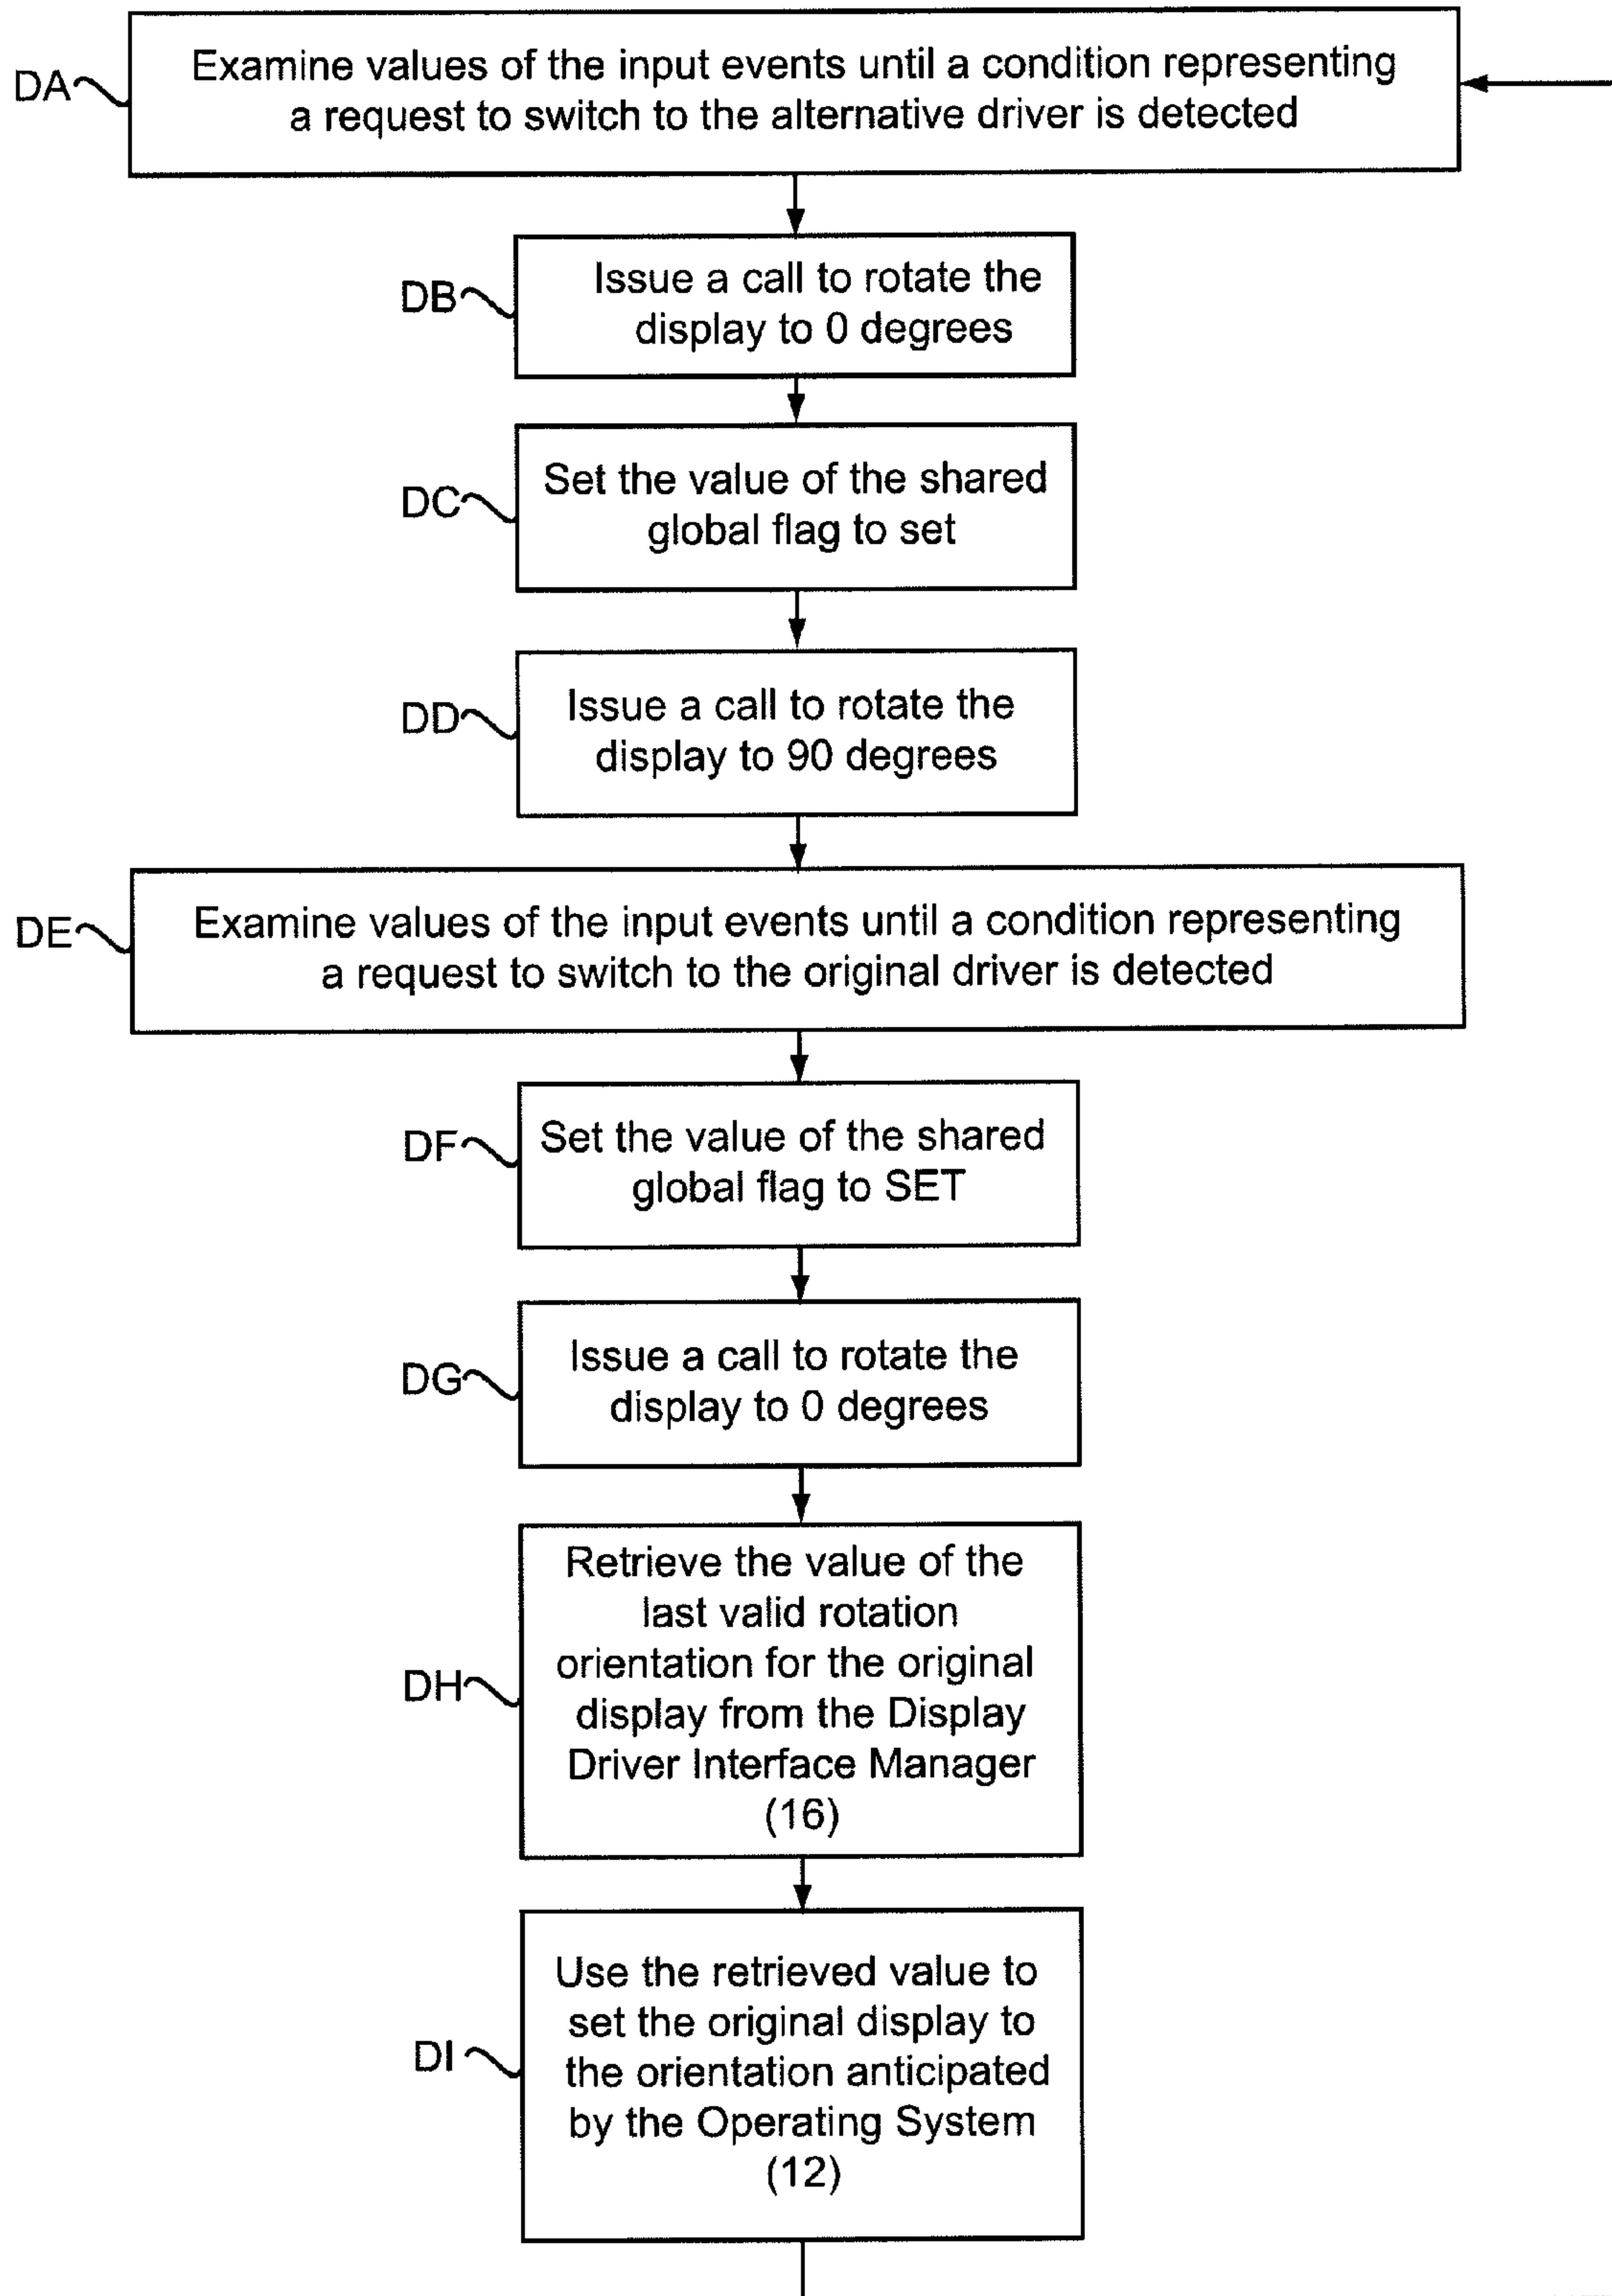 DA
Examine values of the input events until a condition representing
a request to switch to the alternative driver is detected
DB
Issue a call to rotate the
display to 0 degrees
DC
Set the value of the shared
global flag to set
DD
Issue a call to rotate the
display to 90 degrees
DE
Examine values of the input events until a condition representing
a request to switch to the original driver is detected
DF
Set the value of the shared
global flag to SET
DG
Issue a call to rotate the
display to 0 degrees
DH
Retrieve the value of the
last valid rotation
orientation for the original
display from the Display
Driver Interface Manager
(16)
DI
Use the retrieved value to
set the original display to
the orientation anticipated
by the Operating System
(12)